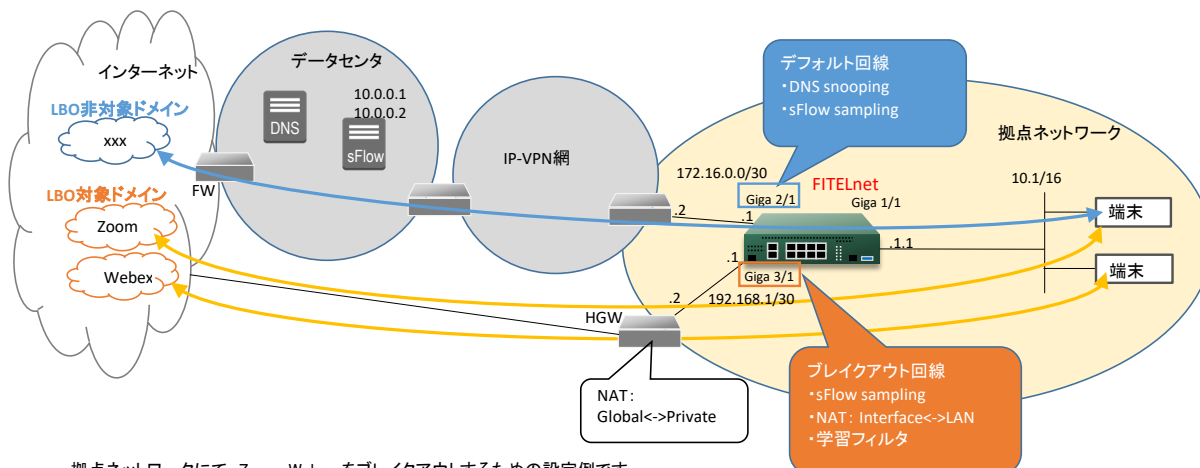 インターネット
LBO非対象ドメイン
xxx
LBO対象ドメイン
Zoom
Webex
FW
データセンタ
DNS
10.0.0.1
10.0.0.2
sFlow
IP-VPN網
デフォルト回線
・DNS snooping
・sFlow sampling
拠点ネットワーク
172.16.0.0/30
FITELnet
Giga 2/1
Giga 1/1
10.1/16
.2
.1
端末
.1.1
.1
Giga 3/1
端末
.2
192.168.1/30
HGW
NAT:
Global<->Private
ブレイクアウト回線
・sFlow sampling
・NAT: Interface<->LAN
・学習フィルタ